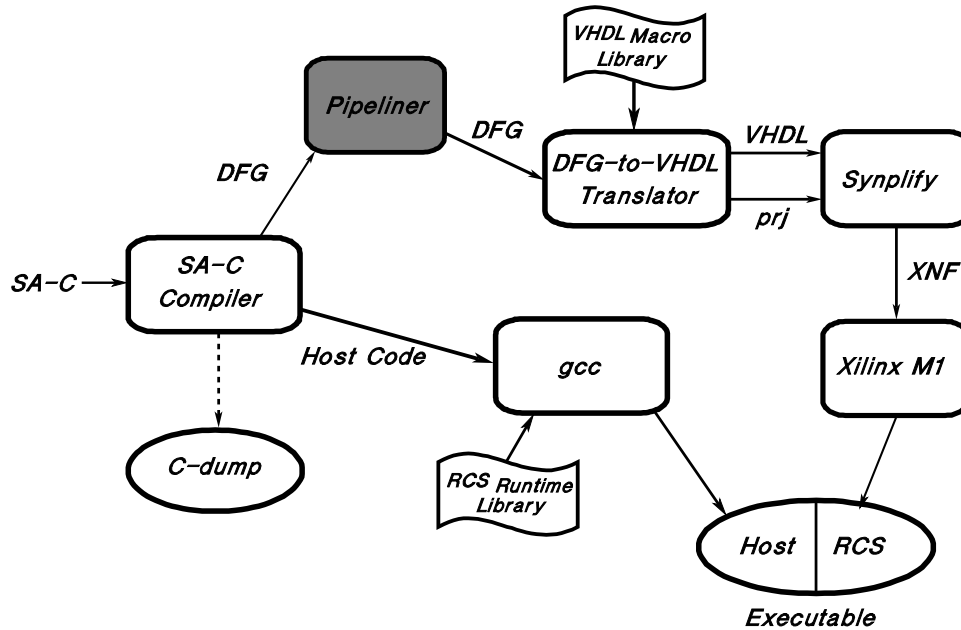 VHDL Macro
Library
Pipeliner
DFG
VHDL
DFG-to-VHDL
Translator
Synplify
DFG
prj
SA-C
Compiler
SA-C
XNF
Host Code
gcc
Xilinx M1
C-dump
RCS Runtime
Library
Host
RCS
Executable